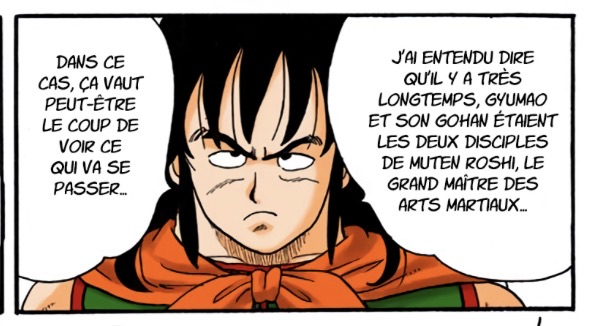 J'AI ENTENDU DIRE
QU'IL Y A TRÈS
LONGTEMPS, GYUMAO
ET SON GOHAN ÉTAIENT
LES DEUX DISCIPLES
DE MUTEN ROSHI, LE
GRAND MAÎTRE DES
ARTS MARTIAUX...
DANS CE
CAS, ÇA VAUT
PEUT-ÊTRE
LE COUP DE
VOIR CE
QUI VA SE
PASSER...